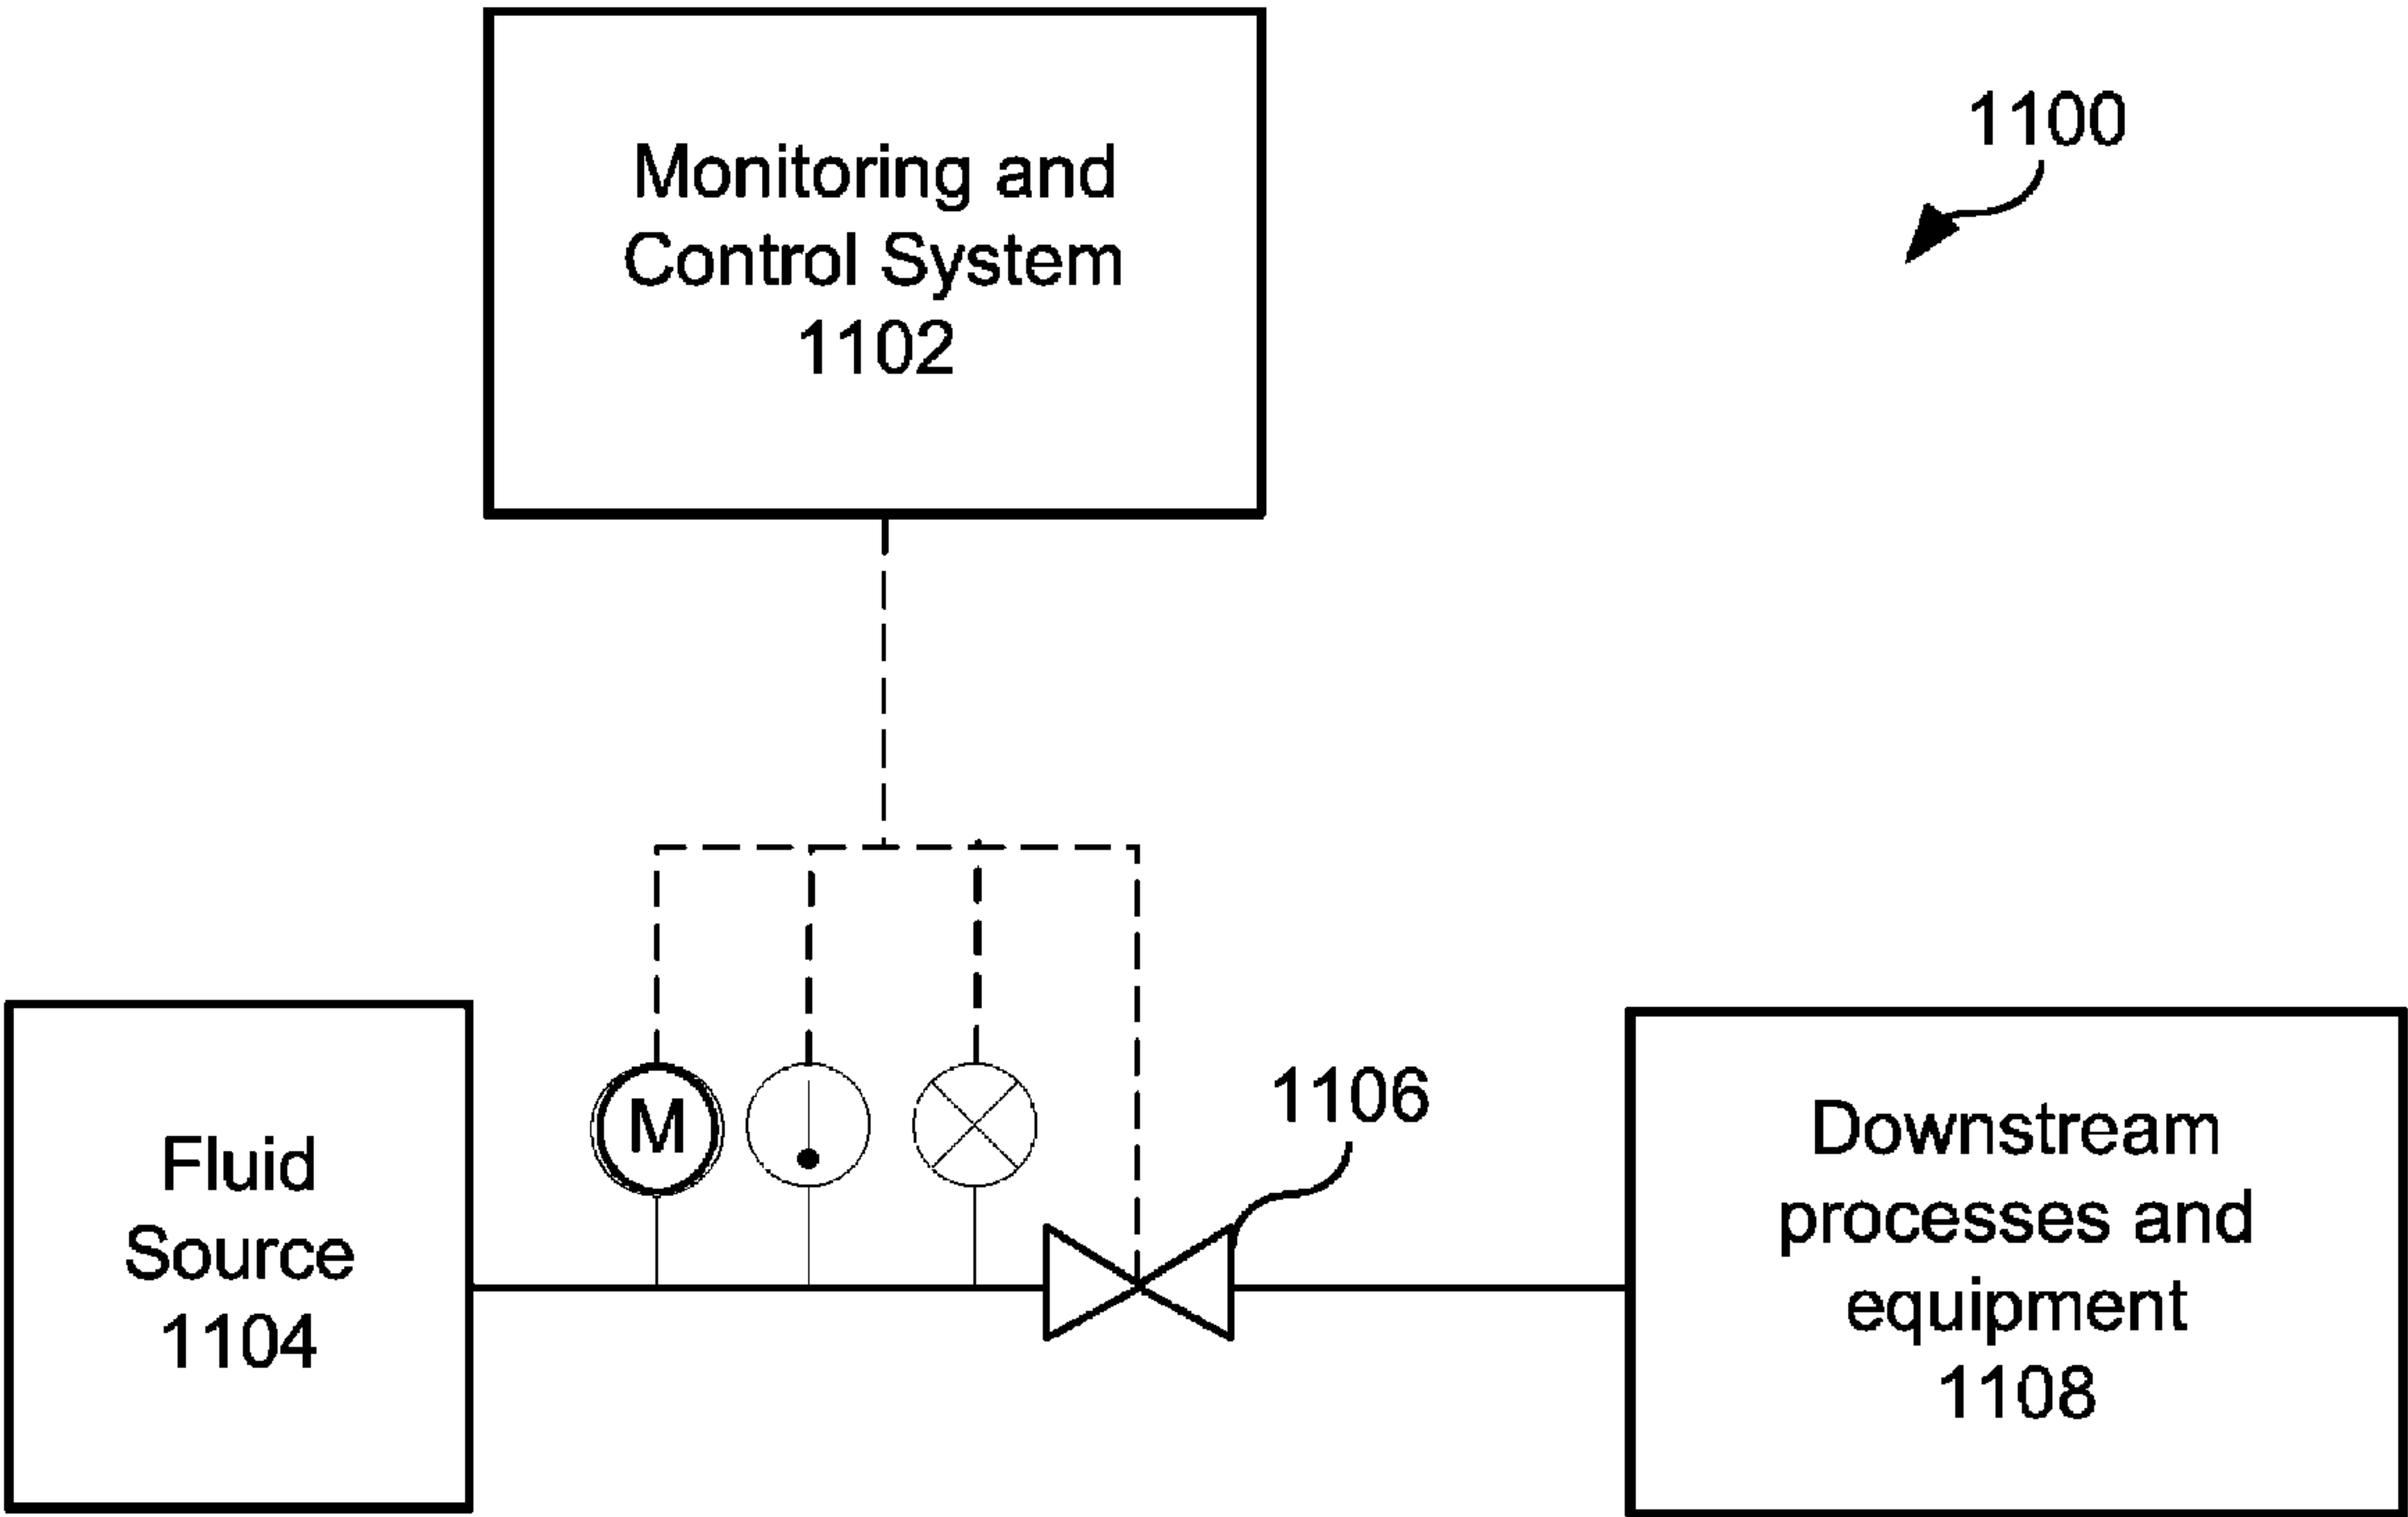 Monitoring and
Control System
1102
1100
M
1106
Fluid
Source
1104
Downstream
processes and
equipment
1108